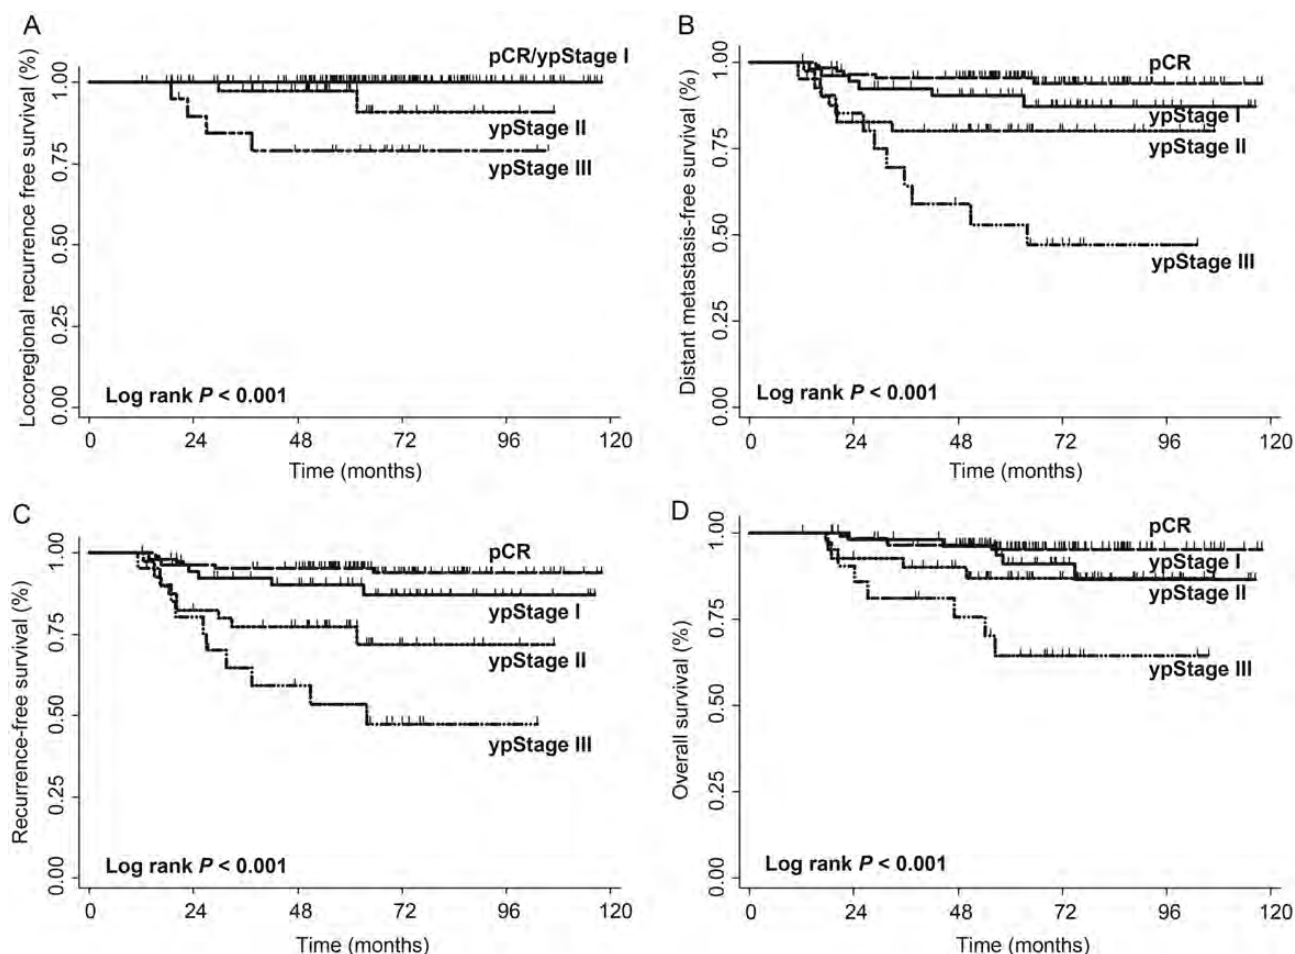 A
Locoregional recurrence free survival (%)
1.00
0.75
0.50
0.25
0.00
pCR/ypStage I
ypStage II
ypStage III
Log rank P < 0.001
0 24 48 72 96 120
Time (months)
B
Distant metastasis-free survival (%)
1.00
0.75
0.50
0.25
0.00
pCR
ypStage I
ypStage II
ypStage III
Log rank P < 0.001
0 24 48 72 96 120
Time (months)
C
Recurrence-free survival (%)
1.00
0.75
0.50
0.25
0.00
pCR
ypStage I
ypStage II
ypStage III
Log rank P < 0.001
0 24 48 72 96 120
Time (months)
D
Overall survival (%)
1.00
0.75
0.50
0.25
0.00
pCR
ypStage I
ypStage II
ypStage III
Log rank P < 0.001
0 24 48 72 96 120
Time (months)